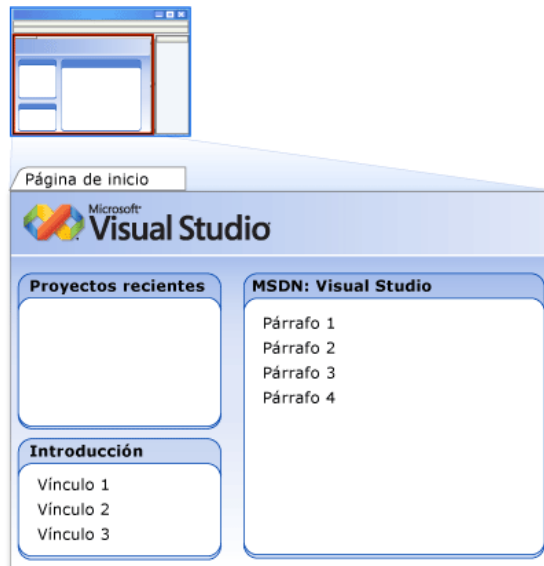 Página de inicio
Microsoft
Visual Studio
Proyectos recientes
MSDN: Visual Studio
Párrafo 1
Párrafo 2
Párrafo 3
Párrafo 4
Introducción
Vínculo 1
Vínculo 2
Vínculo 3